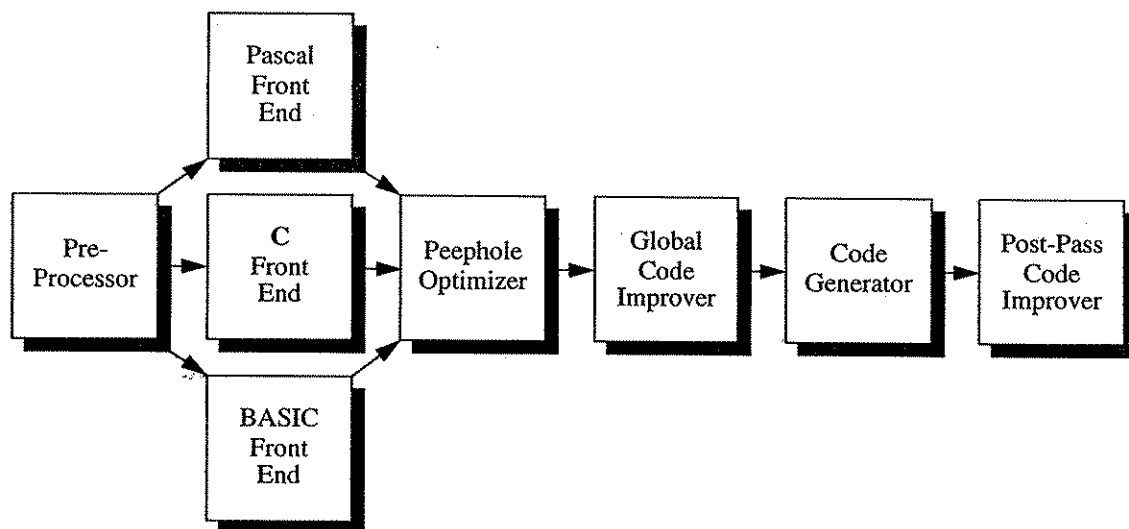 Pascal
Front
End
Pre-
Processor
C
Front
End
Peephole
Optimizer
Global
Code
Improver
Code
Generator
Post-Pass
Code
Improver
BASIC
Front
End